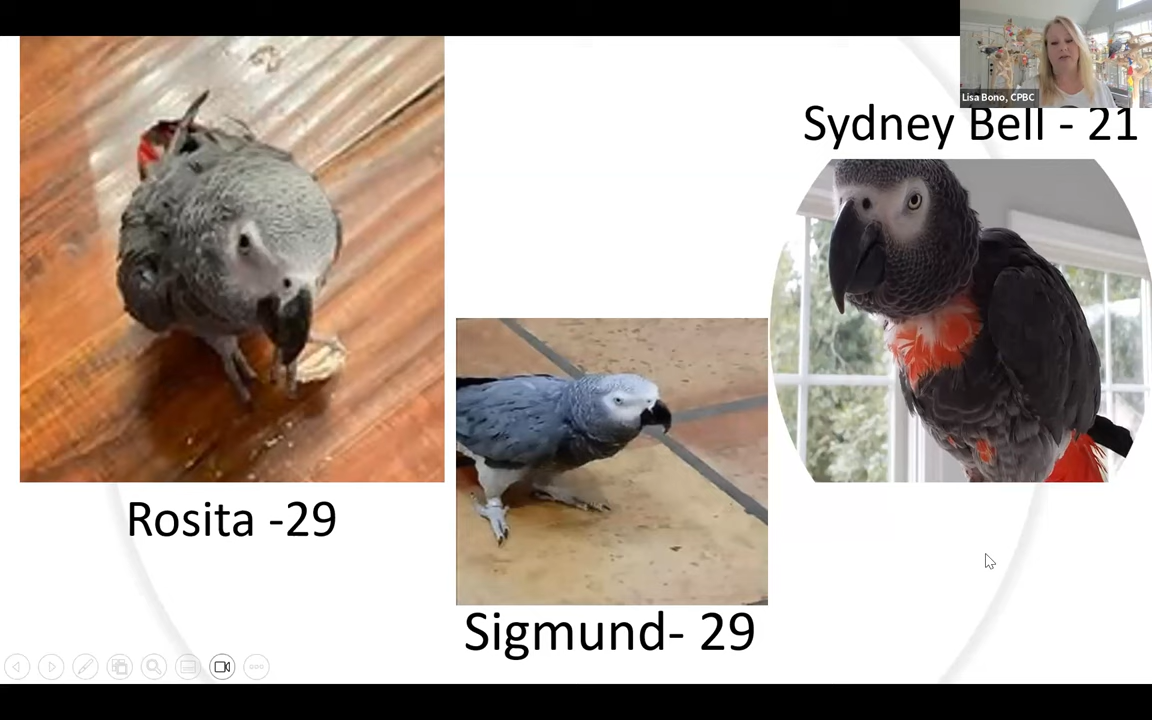 Lisa Bono, CPBC
Sydney Bell - 21
Rosita -29
Sigmund- 29